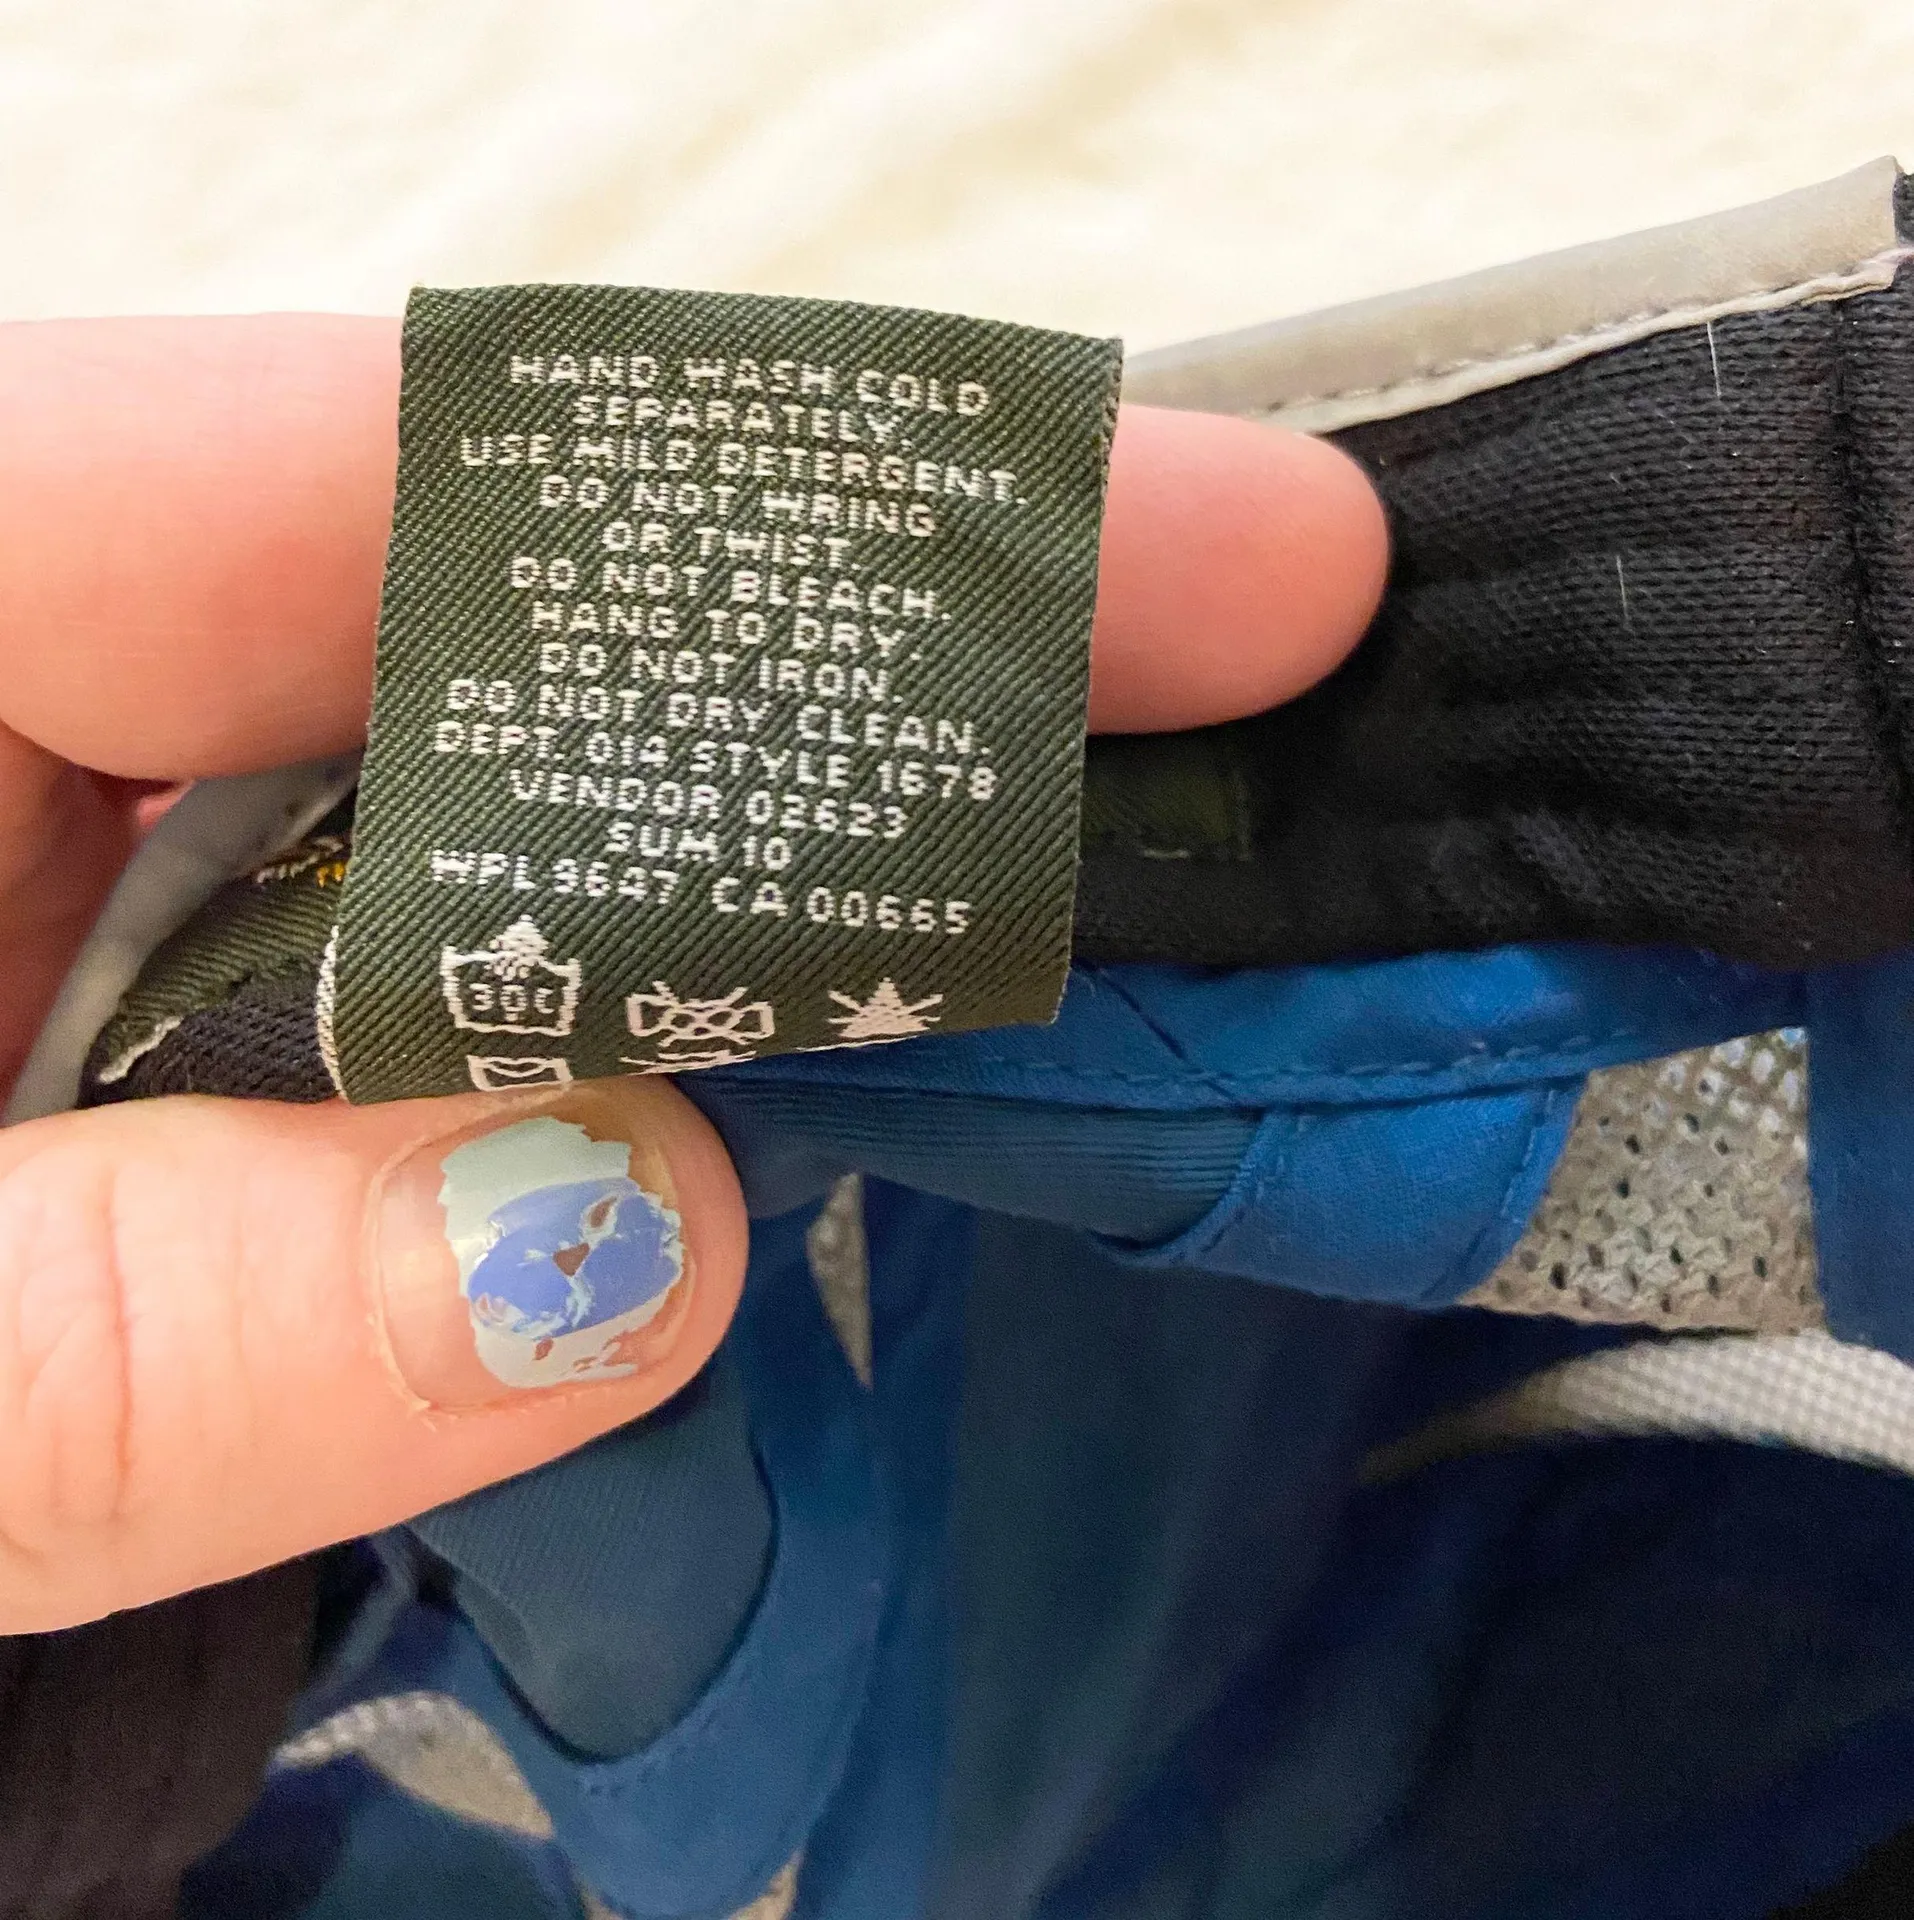 HAND WASH COLD
SEPARATELY.
USE MILD DETERGENT.
DO NOT WRING
OR TWIST.
DO NOT BLEACH.
HANG TO DRY.
DO NOT IRON.
DO NOT DRY CLEAN.
DEPT. 014 STYLE 1678
VENDOR 02623
SUM 10
WPL 9647 CA 00665
30C